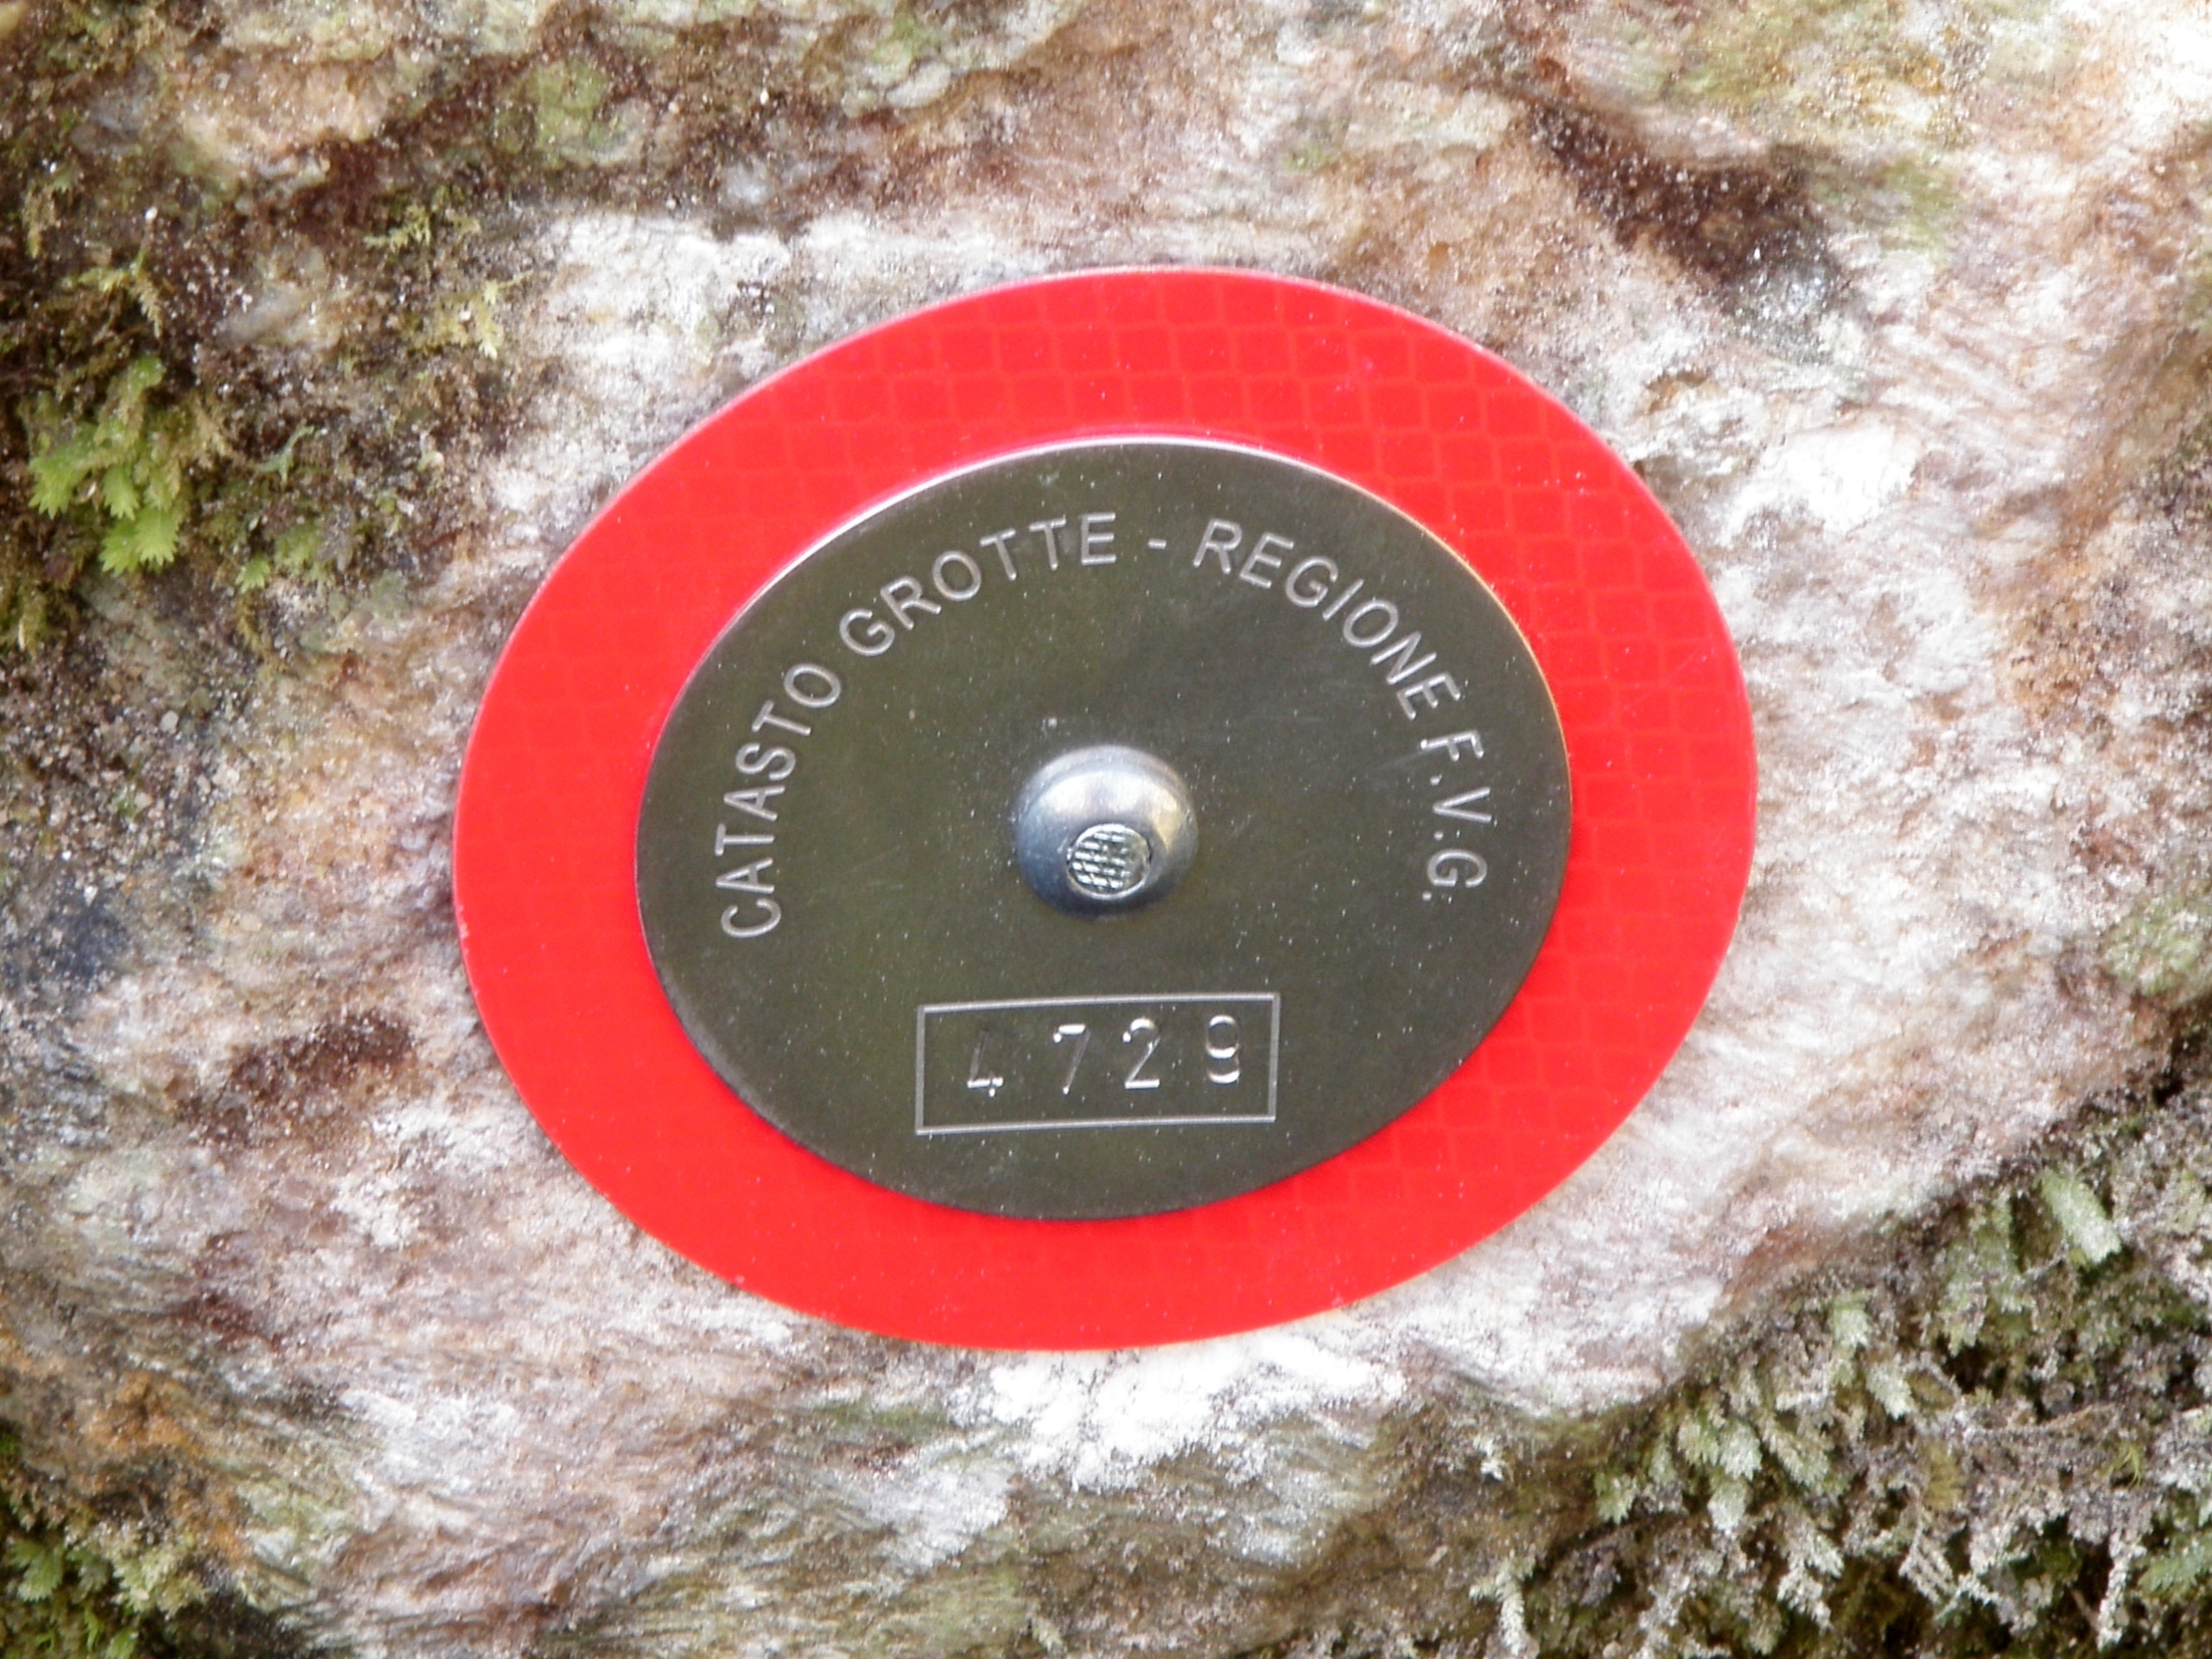 CATASTO GROTTE - REGIONE F.V.G.
4729